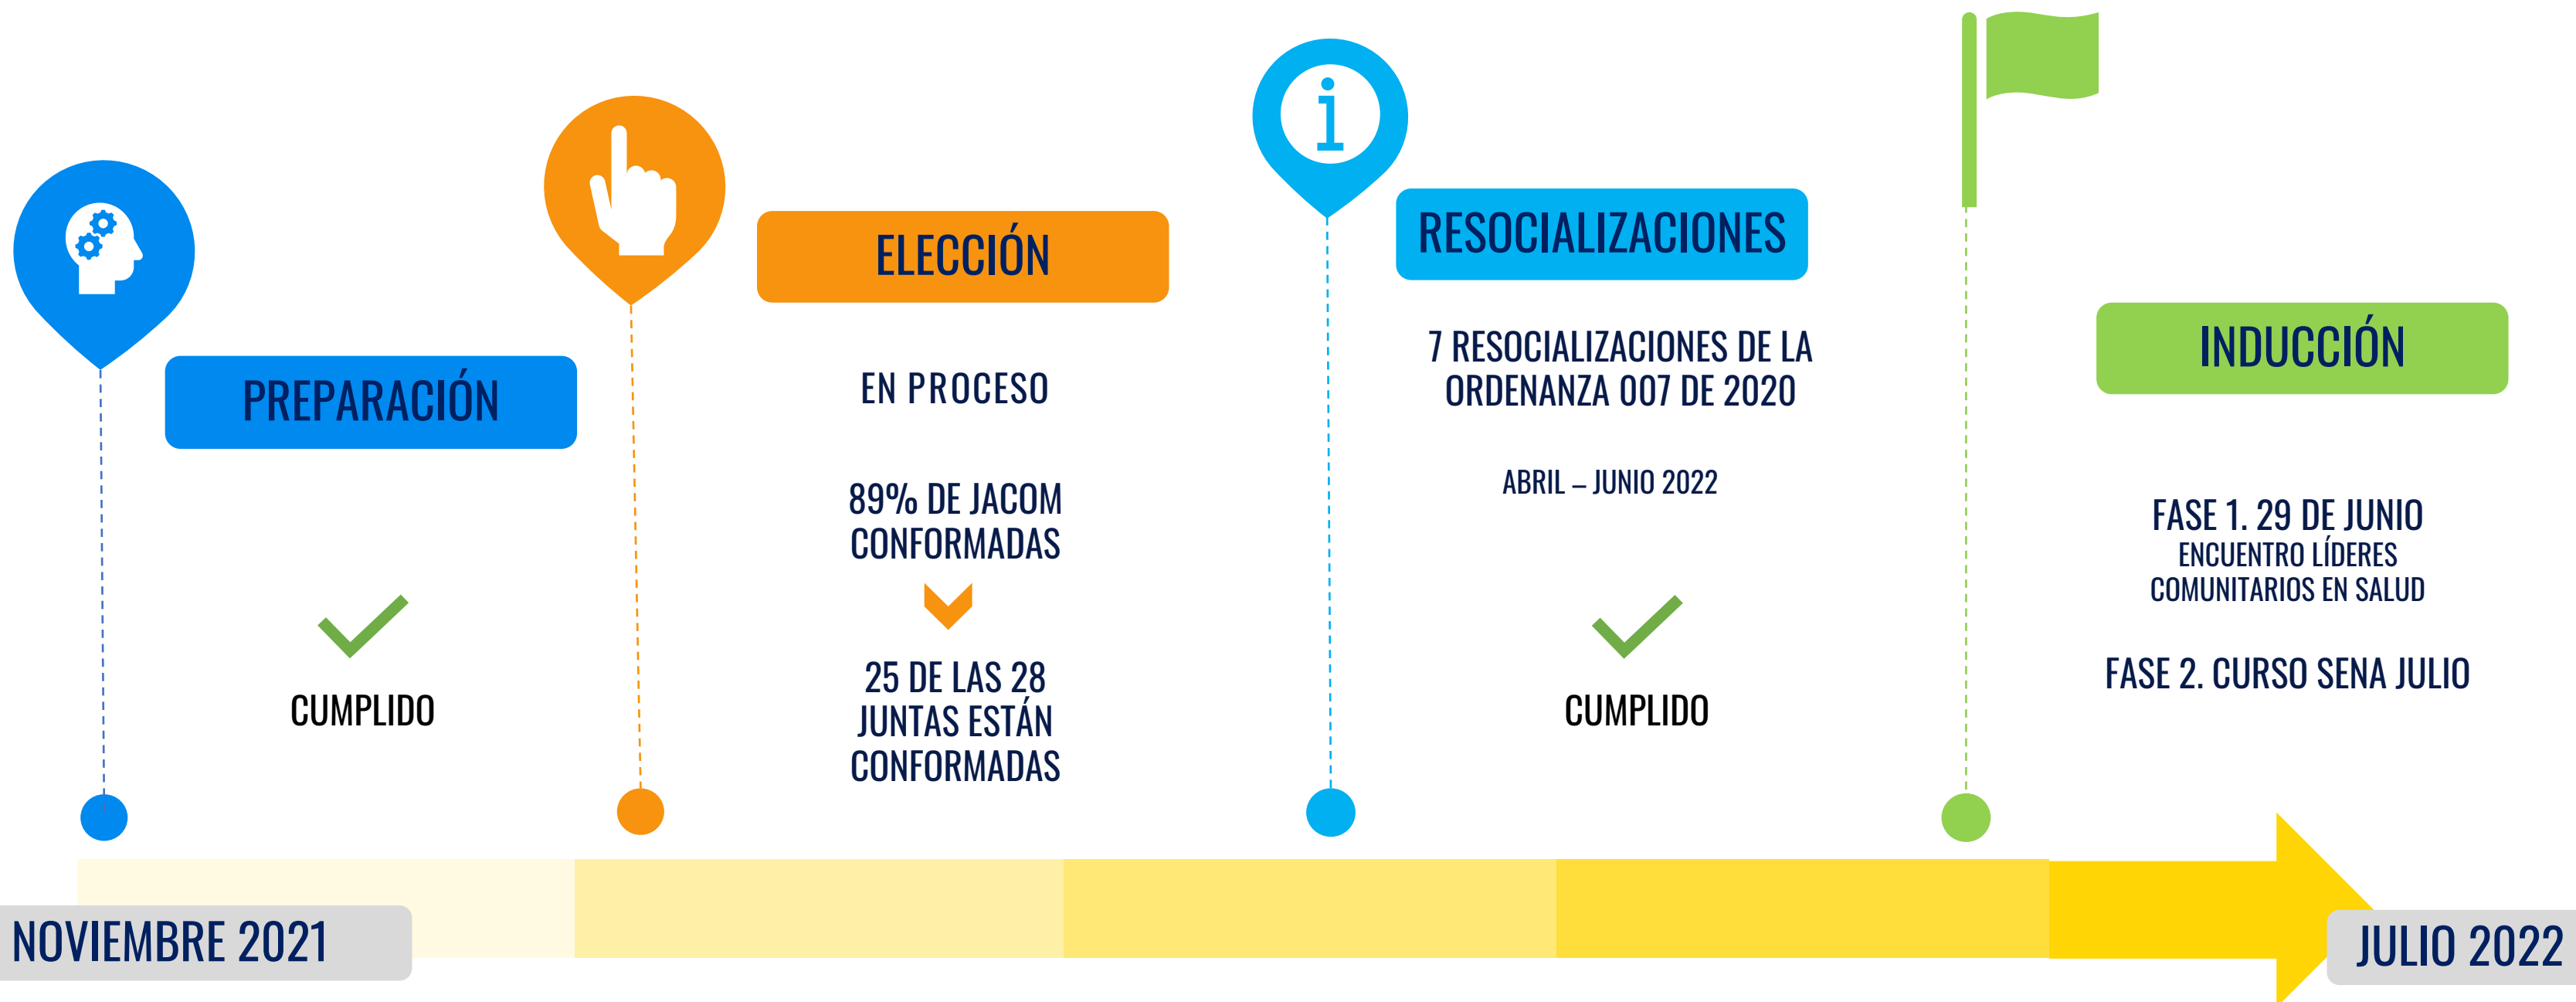 PREPARACIÓN
CUMPLIDO
ELECCIÓN
EN PROCESO
89% DE JACOM
CONFORMADAS
25 DE LAS 28
JUNTAS ESTÁN
CONFORMADAS
RESOCIALIZACIONES
7 RESOCIALIZACIONES DE LA
ORDENANZA 007 DE 2020
ABRIL – JUNIO 2022
CUMPLIDO
INDUCCIÓN
FASE 1. 29 DE JUNIO
ENCUENTRO LÍDERES
COMUNITARIOS EN SALUD
FASE 2. CURSO SENA JULIO
NOVIEMBRE 2021
JULIO 2022